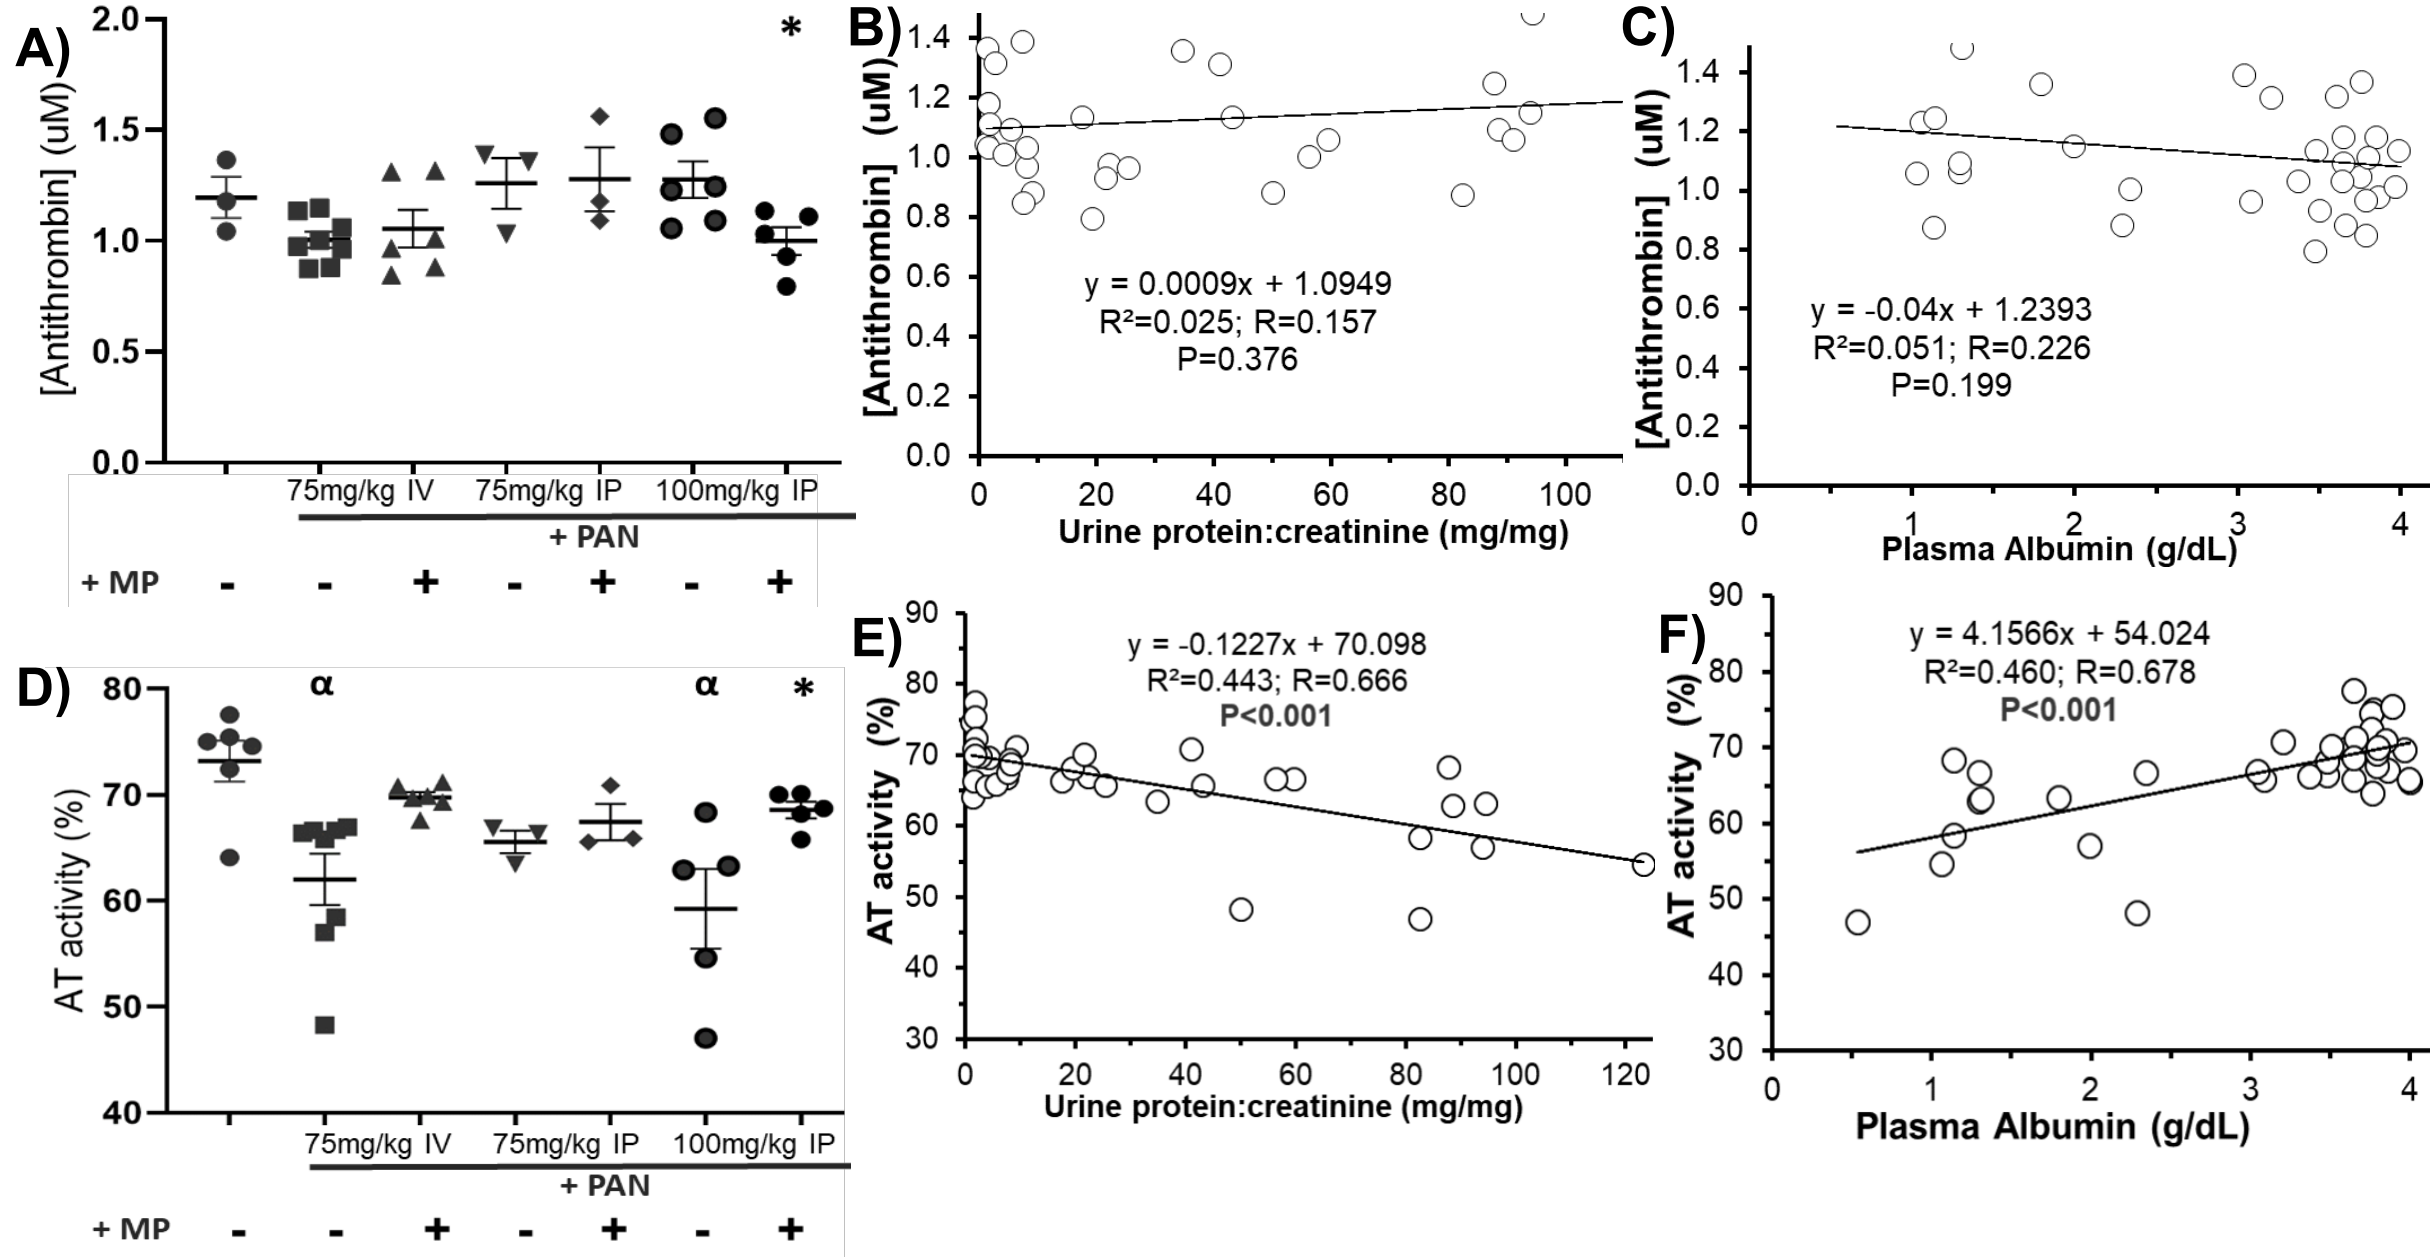 A)
[Antithrombin] (uM)
2.0
*
1.5
1.0
0.5
0.0
75mg/kg IV 75mg/kg IP 100mg/kg IP
+ PAN
+ MP - - + - + - +
B)
[Antithrombin] (uM)
1.4
1.2
1.0
0.8
0.6
0.4
0.2
0.0
y = 0.0009x + 1.0949
R²=0.025; R=0.157
P=0.376
0 20 40 60 80 100
Urine protein:creatinine (mg/mg)
C)
[Antithrombin] (uM)
1.4
1.2
1.0
0.8
0.6
0.4
0.2
0.0
y = -0.04x + 1.2393
R²=0.051; R=0.226
P=0.199
0 1 2 3 4
Plasma Albumin (g/dL)
D)
AT activity (%)
80
α α *
70
60
50
40
75mg/kg IV 75mg/kg IP 100mg/kg IP
+ PAN
+ MP - - + - + - +
E)
AT activity (%)
90
80
70
60
50
40
30
y = -0.1227x + 70.098
R²=0.443; R=0.666
P<0.001
0 20 40 60 80 100 120
Urine protein:creatinine (mg/mg)
F)
AT activity (%)
90
80
70
60
50
40
30
y = 4.1566x + 54.024
R²=0.460; R=0.678
P<0.001
0 1 2 3 4
Plasma Albumin (g/dL)